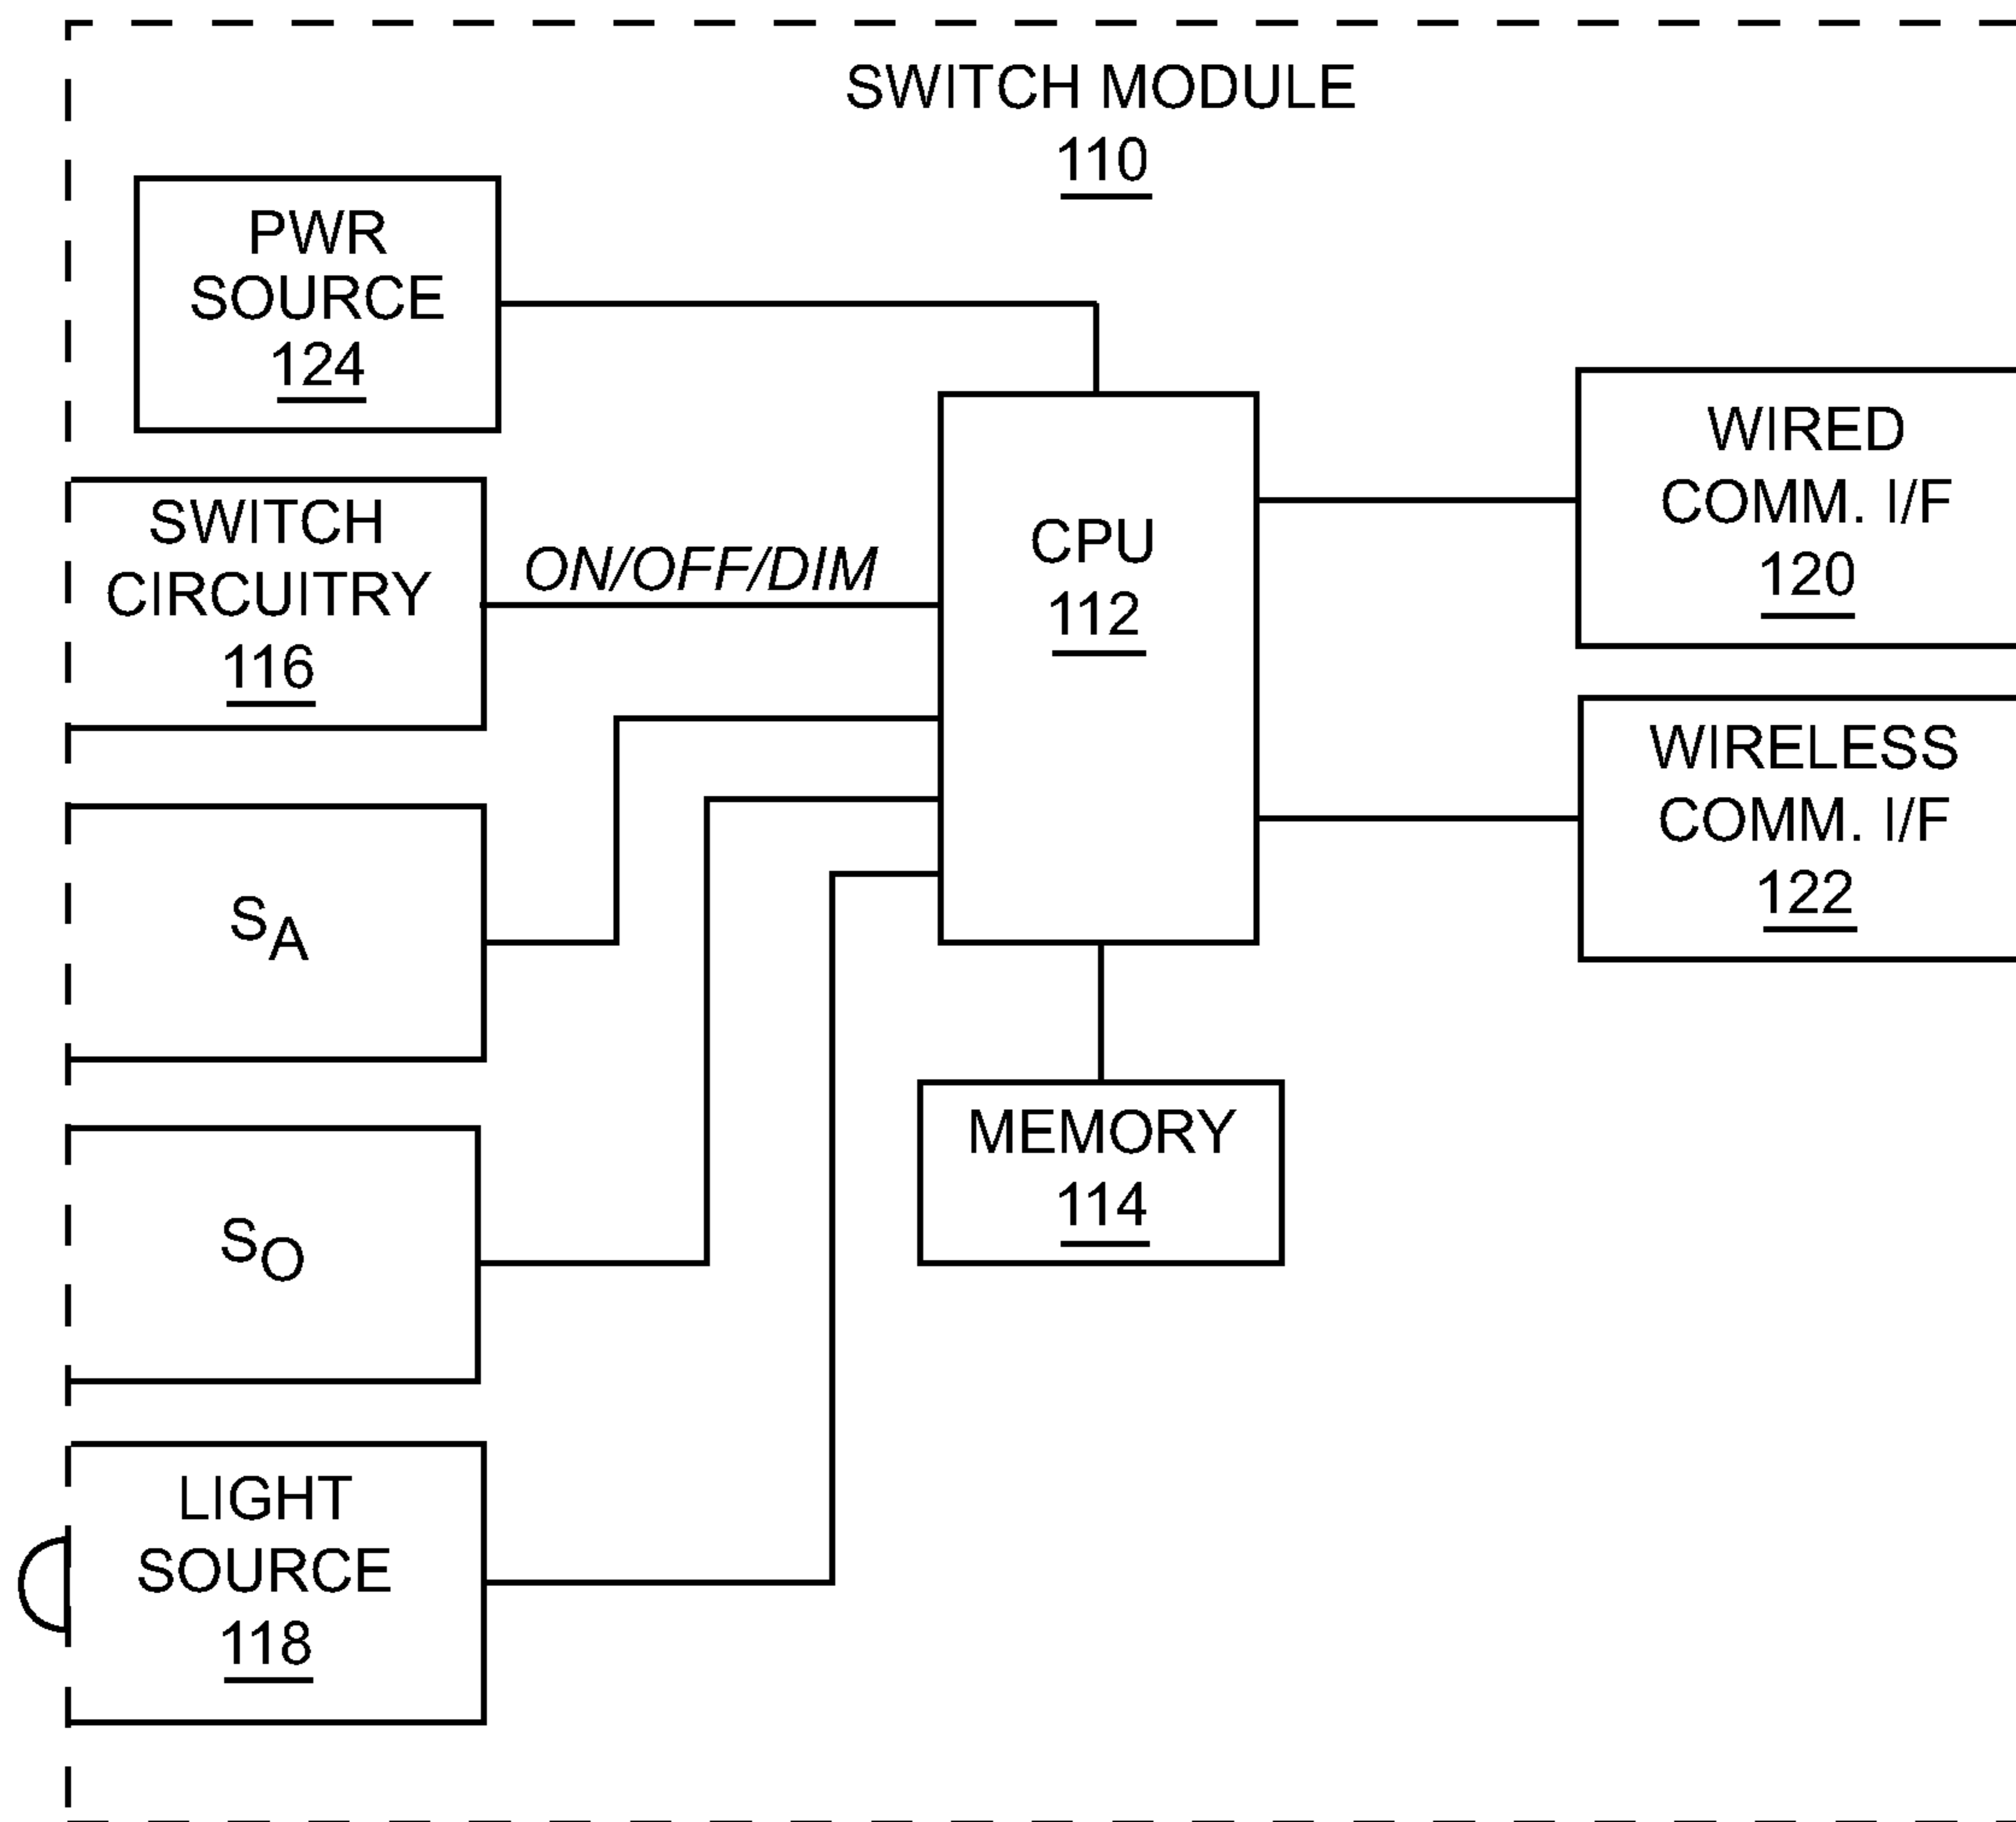 SWITCH MODULE
110
PWR
SOURCE
124
SWITCH
CIRCUITRY
116
ON/OFF/DIM
CPU
112
WIRED
COMM. I/F
120
WIRELESS
COMM. I/F
122
SA
SO
MEMORY
114
LIGHT
SOURCE
118